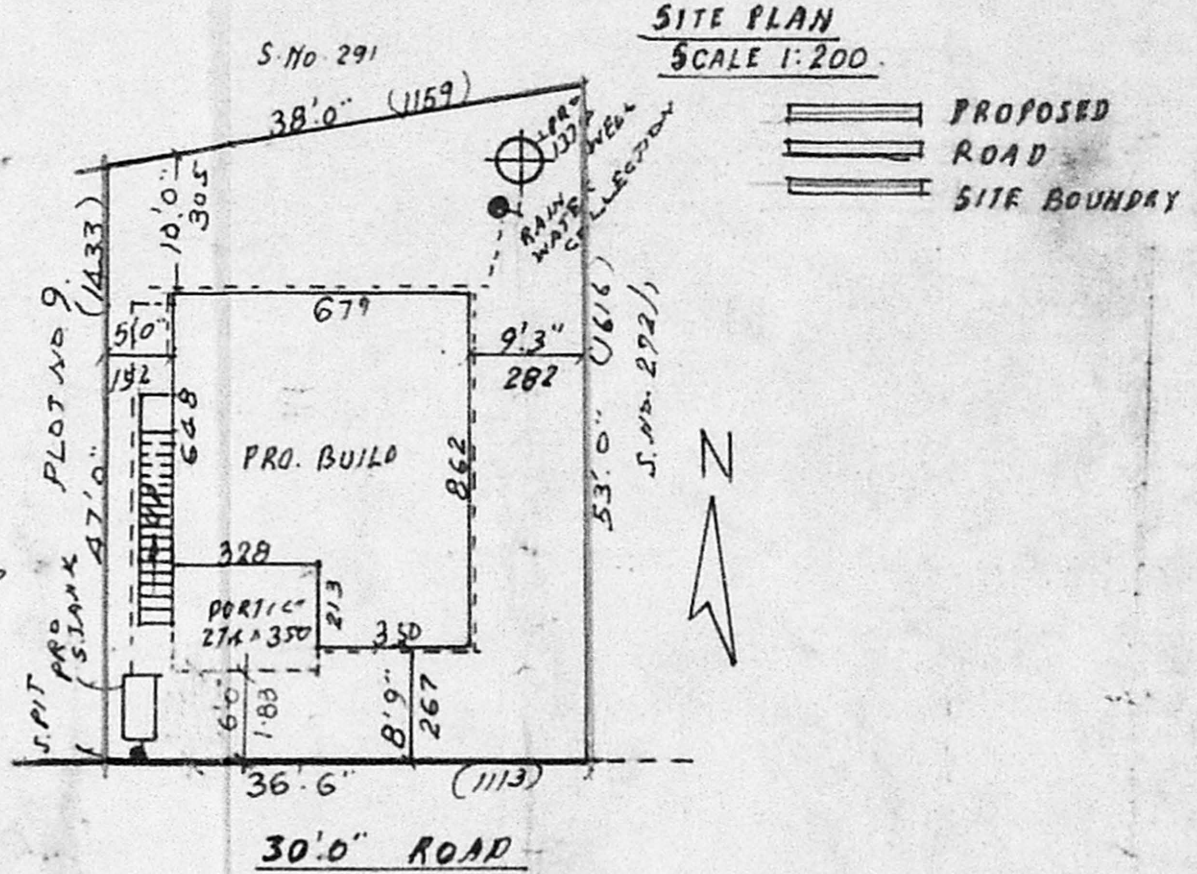 SITE PLAN
SCALE 1:200.
PROPOSED
ROAD
SITE BOUNDRY
S.No. 291
38'.0" (1159)
10'.0"
305
PRO
WELL
RAIN
WATER
COLLECTION
PLOT NO 9.
47'.0" (1433)
5'.0"
152
679
9'.3"
282
53'.0" (1616)
S.No. 272/1
648
PRO. BUILD
862
N
328
PORTICO
274 x 350
213
350
PRO
S.TANK
S.PIT
6'0"
1.83
8'9"
267
36'.6" (1113)
30'.0" ROAD